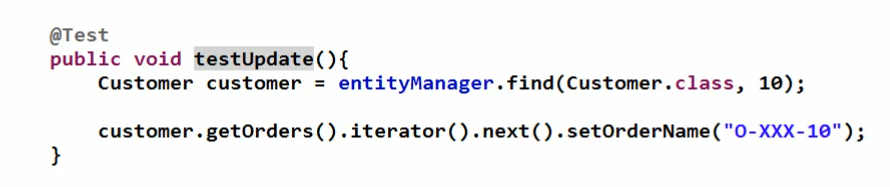 @Test
public void testUpdate(){
    Customer customer = entityManager.find(Customer.class, 10);
    customer.getOrders().iterator().next().setOrderName("O-XXX-10");
}